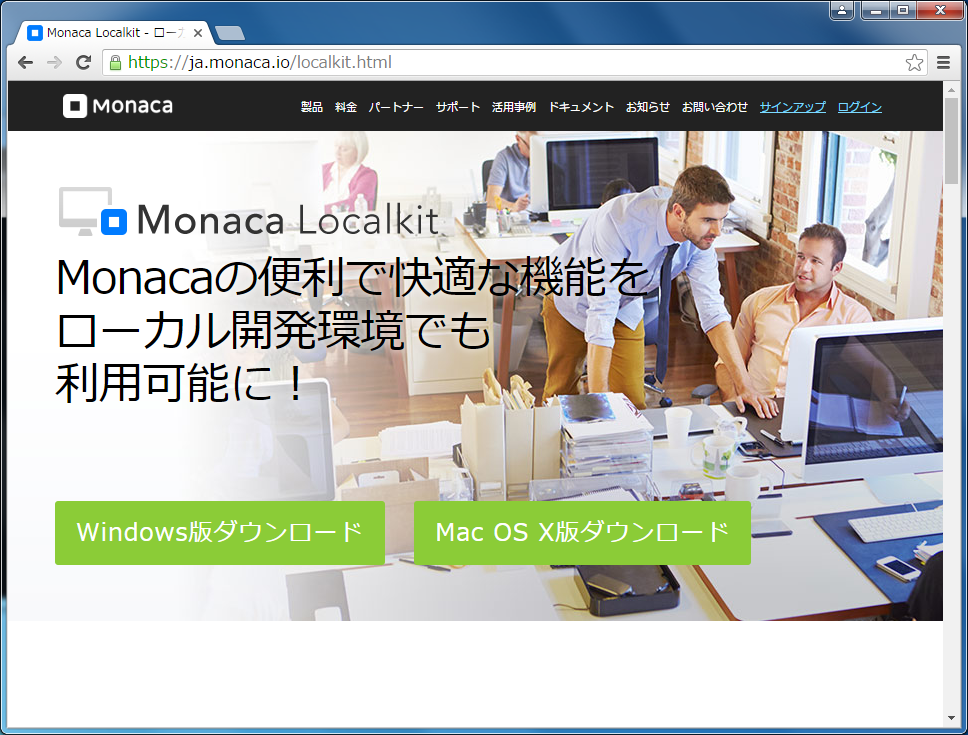 Monaca Localkit - ロー
https://ja.monaca.io/localkit.html
Monaca
製品 料金 パートナー サポート 活用事例 ドキュメント お知らせ お問い合わせ サインアップ ログイン
Monaca Localkit
Monacaの便利で快適な機能を
ローカル開発環境でも
利用可能に！
Windows版ダウンロード
Mac OS X版ダウンロード